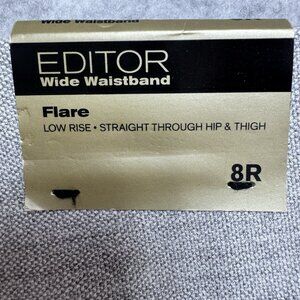 Wide Waistband
EDITOR
Wide Waistband
Flare
LOW RISE • STRAIGHT THROUGH HIP & THIGH
8R